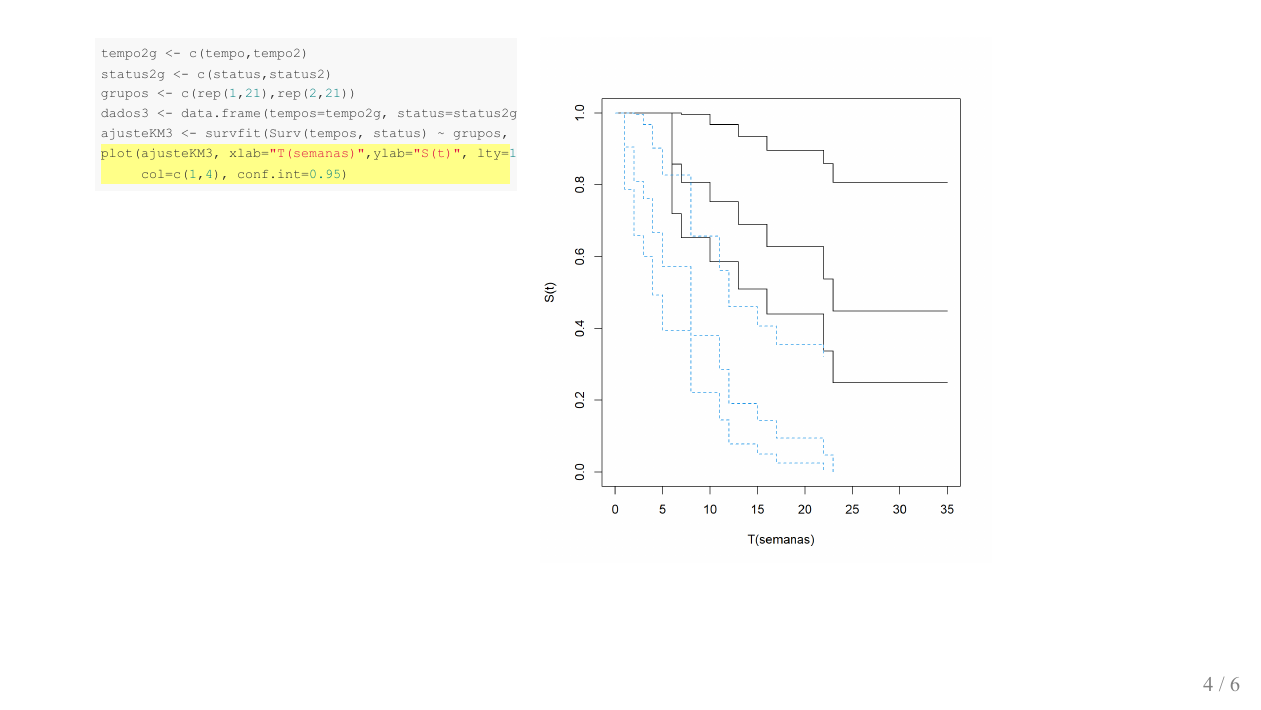 tempo2g <- c(tempo,tempo2)
status2g <- c(status,status2)
grupos <- c(rep(1,21),rep(2,21))
dados3 <- data.frame(tempos=tempo2g, status=status2g
ajusteKM3 <- survfit(Surv(tempos, status) ~ grupos,
plot(ajusteKM3, xlab="T(semanas)",ylab="S(t)", lty=1
col=c(1,4), conf.int=0.95)
1.0
0.8
0.6
0.4
0.2
0.0
S(t)
0 5 10 15 20 25 30 35
T(semanas)
4 / 6